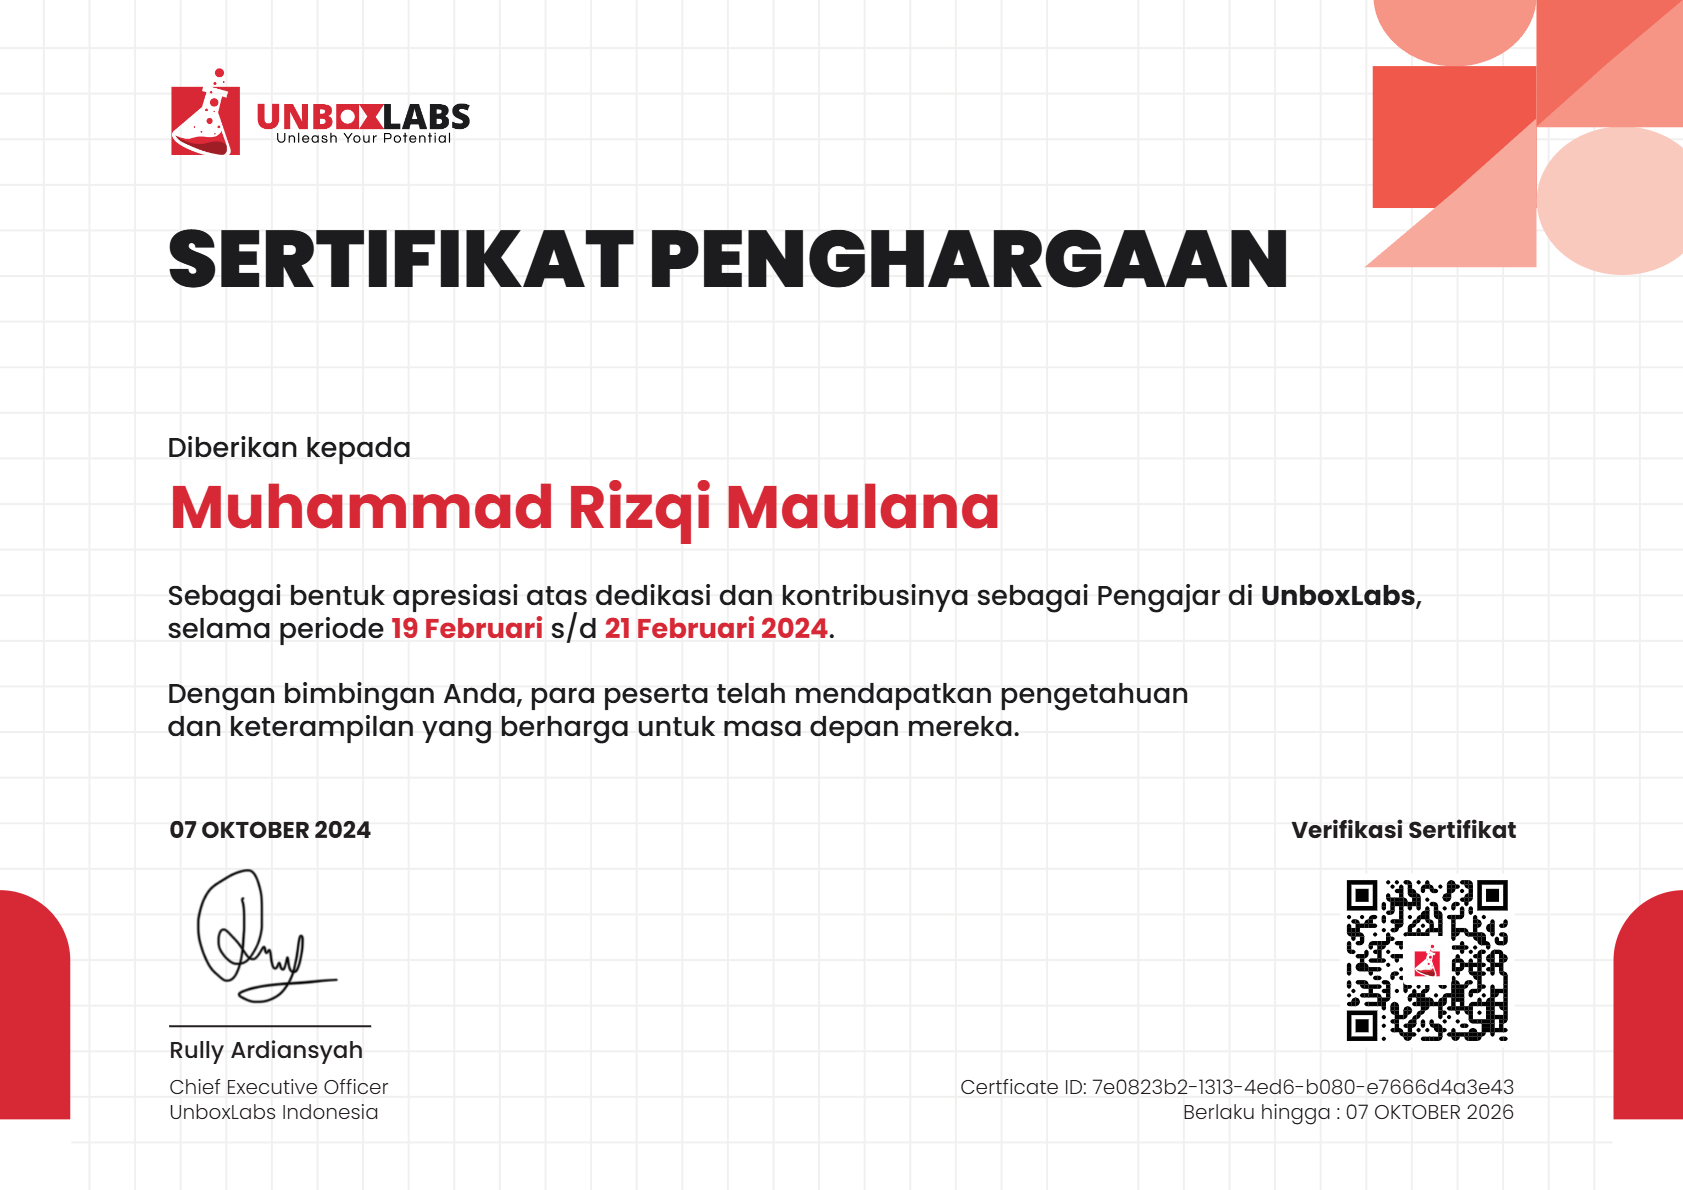 UNBOXLABS
Unleash Your Potential
SERTIFIKAT PENGHARGAAN
Diberikan kepada
Muhammad Rizqi Maulana
Sebagai bentuk apresiasi atas dedikasi dan kontribusinya sebagai Pengajar di UnboxLabs,
selama periode 19 Februari s/d 21 Februari 2024.
Dengan bimbingan Anda, para peserta telah mendapatkan pengetahuan
dan keterampilan yang berharga untuk masa depan mereka.
07 OKTOBER 2024
Rully Ardiansyah
Chief Executive Officer
UnboxLabs Indonesia
Verifikasi Sertifikat
Certficate ID: 7e0823b2-1313-4ed6-b080-e7666d4a3e43
Berlaku hingga : 07 OKTOBER 2026